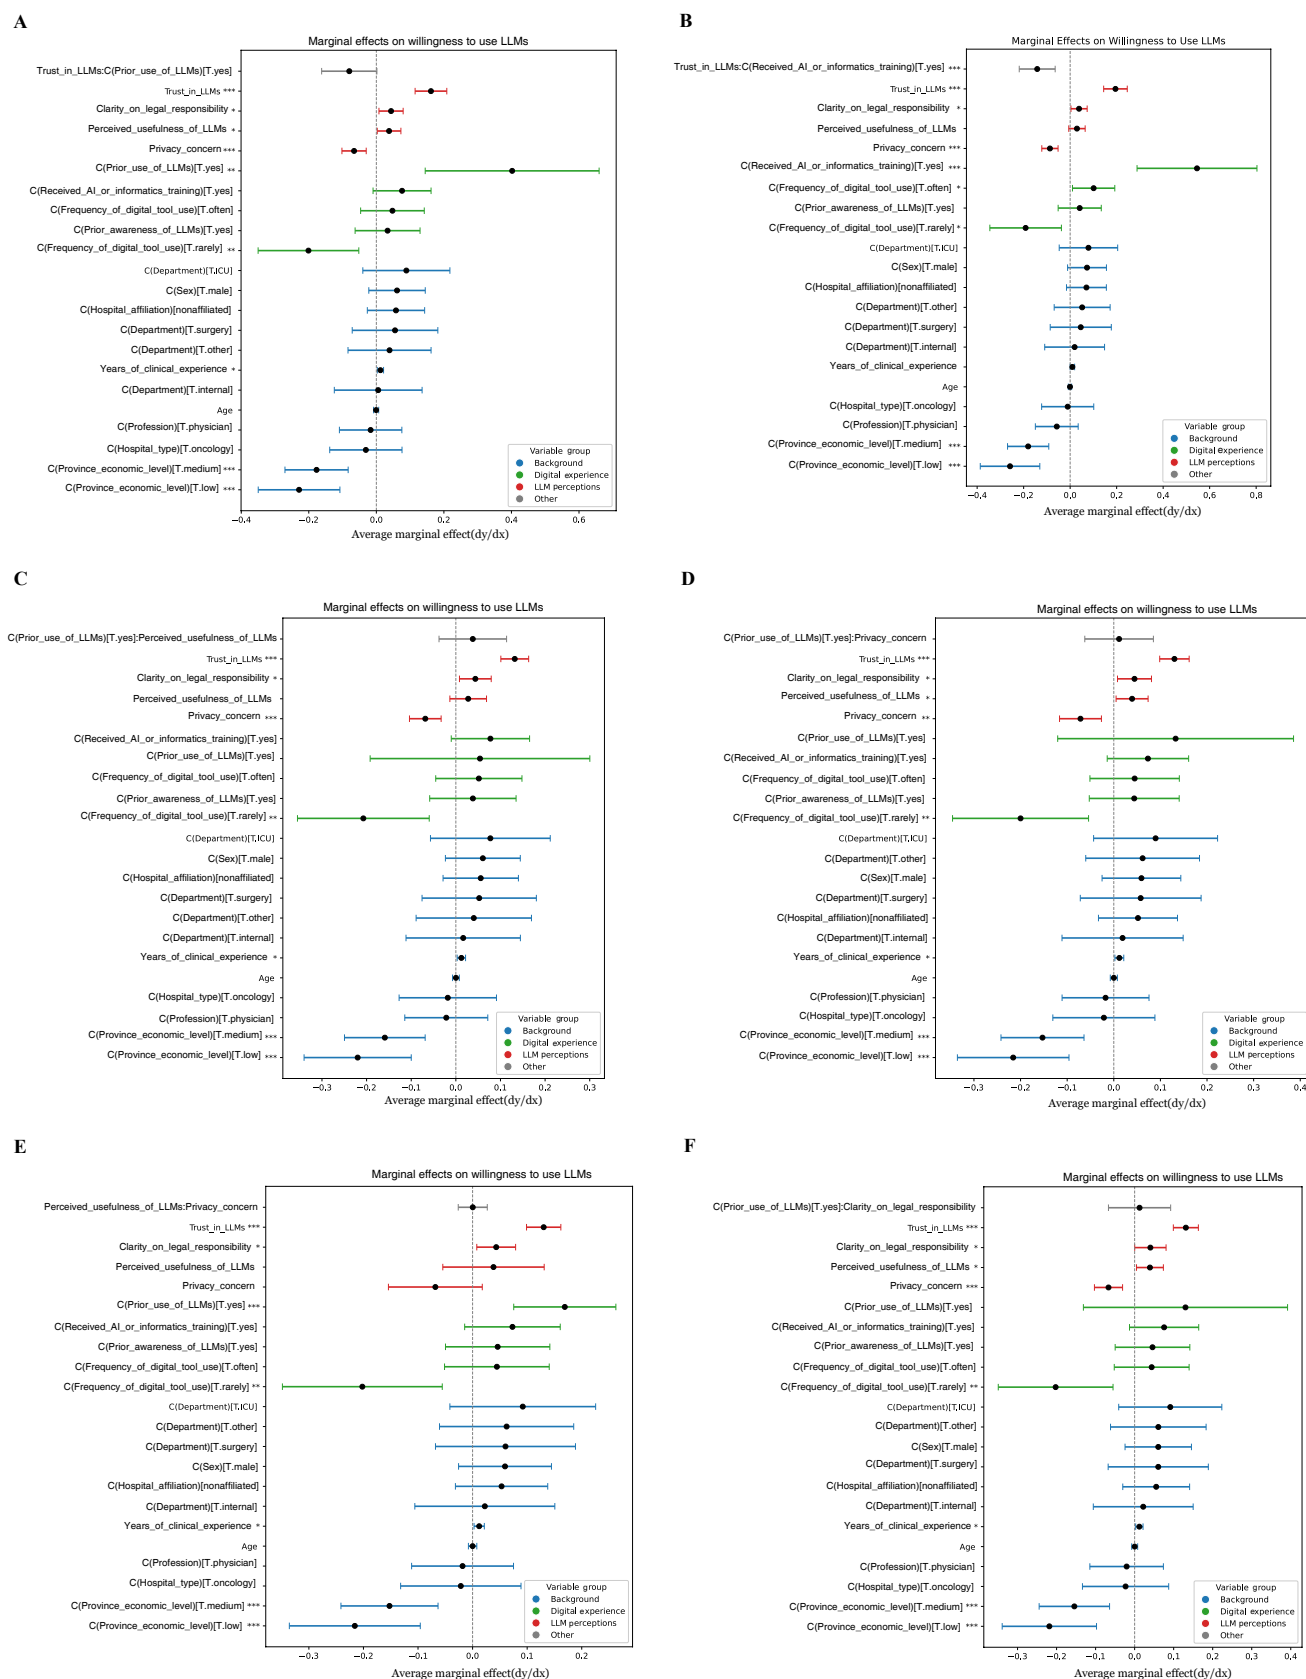 A
Marginal effects on willingness to use LLMs
Trust_in_LLMs:C(Prior_use_of_LLMs)[T.yes]
Trust_in_LLMs ***
Clarity_on_legal_responsibility *
Perceived_usefulness_of_LLMs *
Privacy_concern ***
C(Prior_use_of_LLMs)[T.yes] **
C(Received_AI_or_informatics_training)[T.yes]
C(Frequency_of_digital_tool_use)[T.often]
C(Prior_awareness_of_LLMs)[T.yes]
C(Frequency_of_digital_tool_use)[T.rarely] **
C(Department)[T.ICU]
C(Sex)[T.male]
C(Hospital_affiliation)[nonaffiliated]
C(Department)[T.surgery]
C(Department)[T.other]
Years_of_clinical_experience *
C(Department)[T.internal]
Age
C(Profession)[T.physician]
C(Hospital_type)[T.oncology]
C(Province_economic_level)[T.medium] ***
C(Province_economic_level)[T.low] ***
Variable group
Background
Digital experience
LLM perceptions
Other
−0.4 −0.2 0.0 0.2 0.4 0.6
Average marginal effect(dy/dx)
B
Marginal Effects on Willingness to Use LLMs
Trust_in_LLMs:C(Received_AI_or_informatics_training)[T.yes] ***
Trust_in_LLMs ***
Clarity_on_legal_responsibility *
Perceived_usefulness_of_LLMs
Privacy_concern ***
C(Received_AI_or_informatics_training)[T.yes] ***
C(Frequency_of_digital_tool_use)[T.often] *
C(Prior_awareness_of_LLMs)[T.yes]
C(Frequency_of_digital_tool_use)[T.rarely] *
C(Department)[T.ICU]
C(Sex)[T.male]
C(Hospital_affiliation)[nonaffiliated]
C(Department)[T.other]
C(Department)[T.surgery]
C(Department)[T.internal]
Years_of_clinical_experience
Age
C(Hospital_type)[T.oncology]
C(Profession)[T.physician]
C(Province_economic_level)[T.medium] ***
C(Province_economic_level)[T.low] ***
Variable group
Background
Digital experience
LLM perceptions
Other
−0.4 −0.2 0.0 0.2 0.4 0.6 0.8
Average marginal effect(dy/dx)
C
Marginal effects on willingness to use LLMs
C(Prior_use_of_LLMs)[T.yes]:Perceived_usefulness_of_LLMs
Trust_in_LLMs ***
Clarity_on_legal_responsibility *
Perceived_usefulness_of_LLMs
Privacy_concern ***
C(Received_AI_or_informatics_training)[T.yes]
C(Prior_use_of_LLMs)[T.yes]
C(Frequency_of_digital_tool_use)[T.often]
C(Prior_awareness_of_LLMs)[T.yes]
C(Frequency_of_digital_tool_use)[T.rarely] **
C(Department)[T.ICU]
C(Sex)[T.male]
C(Hospital_affiliation)[nonaffiliated]
C(Department)[T.surgery]
C(Department)[T.other]
C(Department)[T.internal]
Years_of_clinical_experience *
Age
C(Hospital_type)[T.oncology]
C(Profession)[T.physician]
C(Province_economic_level)[T.medium] ***
C(Province_economic_level)[T.low] ***
Variable group
Background
Digital experience
LLM perceptions
Other
−0.3 −0.2 −0.1 0.0 0.1 0.2 0.3
Average marginal effect(dy/dx)
D
Marginal effects on willingness to use LLMs
C(Prior_use_of_LLMs)[T.yes]:Privacy_concern
Trust_in_LLMs ***
Clarity_on_legal_responsibility *
Perceived_usefulness_of_LLMs *
Privacy_concern **
C(Prior_use_of_LLMs)[T.yes]
C(Received_AI_or_informatics_training)[T.yes]
C(Frequency_of_digital_tool_use)[T.often]
C(Prior_awareness_of_LLMs)[T.yes]
C(Frequency_of_digital_tool_use)[T.rarely] **
C(Department)[T.ICU]
C(Department)[T.other]
C(Sex)[T.male]
C(Department)[T.surgery]
C(Hospital_affiliation)[nonaffiliated]
C(Department)[T.internal]
Years_of_clinical_experience *
Age
C(Profession)[T.physician]
C(Hospital_type)[T.oncology]
C(Province_economic_level)[T.medium] ***
C(Province_economic_level)[T.low] ***
Variable group
Background
Digital experience
LLM perceptions
Other
−0.3 −0.2 −0.1 0.0 0.1 0.2 0.3 0.4
Average marginal effect(dy/dx)
E
Marginal effects on willingness to use LLMs
Perceived_usefulness_of_LLMs:Privacy_concern
Trust_in_LLMs ***
Clarity_on_legal_responsibility *
Perceived_usefulness_of_LLMs
Privacy_concern
C(Prior_use_of_LLMs)[T.yes] ***
C(Received_AI_or_informatics_training)[T.yes]
C(Prior_awareness_of_LLMs)[T.yes]
C(Frequency_of_digital_tool_use)[T.often]
C(Frequency_of_digital_tool_use)[T.rarely] **
C(Department)[T.ICU]
C(Department)[T.other]
C(Department)[T.surgery]
C(Sex)[T.male]
C(Hospital_affiliation)[nonaffiliated]
C(Department)[T.internal]
Years_of_clinical_experience *
Age
C(Profession)[T.physician]
C(Hospital_type)[T.oncology]
C(Province_economic_level)[T.medium] ***
C(Province_economic_level)[T.low] ***
Variable group
Background
Digital experience
LLM perceptions
Other
−0.3 −0.2 −0.1 0.0 0.1 0.2
Average marginal effect(dy/dx)
F
Marginal effects on willingness to use LLMs
C(Prior_use_of_LLMs)[T.yes]:Clarity_on_legal_responsibility
Trust_in_LLMs ***
Clarity_on_legal_responsibility *
Perceived_usefulness_of_LLMs *
Privacy_concern ***
C(Prior_use_of_LLMs)[T.yes]
C(Received_AI_or_informatics_training)[T.yes]
C(Prior_awareness_of_LLMs)[T.yes]
C(Frequency_of_digital_tool_use)[T.often]
C(Frequency_of_digital_tool_use)[T.rarely] **
C(Department)[T.ICU]
C(Department)[T.other]
C(Sex)[T.male]
C(Department)[T.surgery]
C(Hospital_affiliation)[nonaffiliated]
C(Department)[T.internal]
Years_of_clinical_experience *
Age
C(Profession)[T.physician]
C(Hospital_type)[T.oncology]
C(Province_economic_level)[T.medium] ***
C(Province_economic_level)[T.low] ***
Variable group
Background
Digital experience
LLM perceptions
Other
−0.3 −0.2 −0.1 0.0 0.1 0.2 0.3 0.4
Average marginal effect(dy/dx)